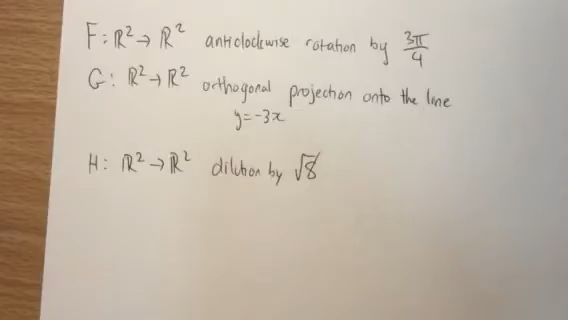 F: ℝ² → ℝ² anticlockwise rotation by 3π/4
G: ℝ² → ℝ² orthogonal projection onto the line
y=-3x
H: ℝ² → ℝ² dilation by √8